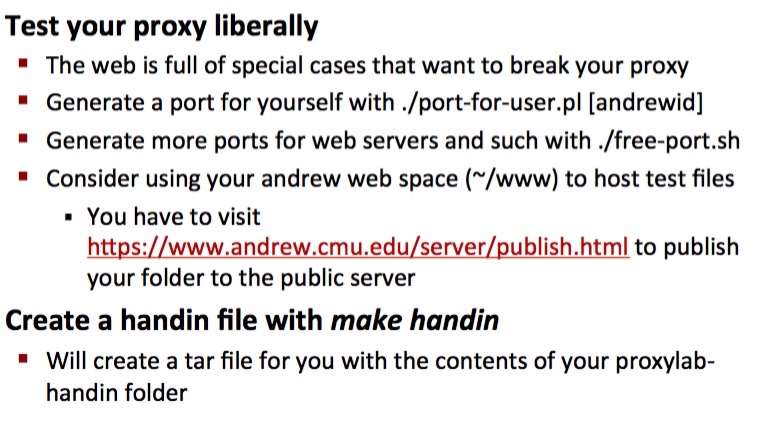 Test your proxy liberally
▪ The web is full of special cases that want to break your proxy
▪ Generate a port for yourself with ./port-for-user.pl [andrewid]
▪ Generate more ports for web servers and such with ./free-port.sh
▪ Consider using your andrew web space (~/www) to host test files
▪ You have to visit
https://www.andrew.cmu.edu/server/publish.html to publish
your folder to the public server
Create a handin file with make handin
▪ Will create a tar file for you with the contents of your proxylab-
handin folder